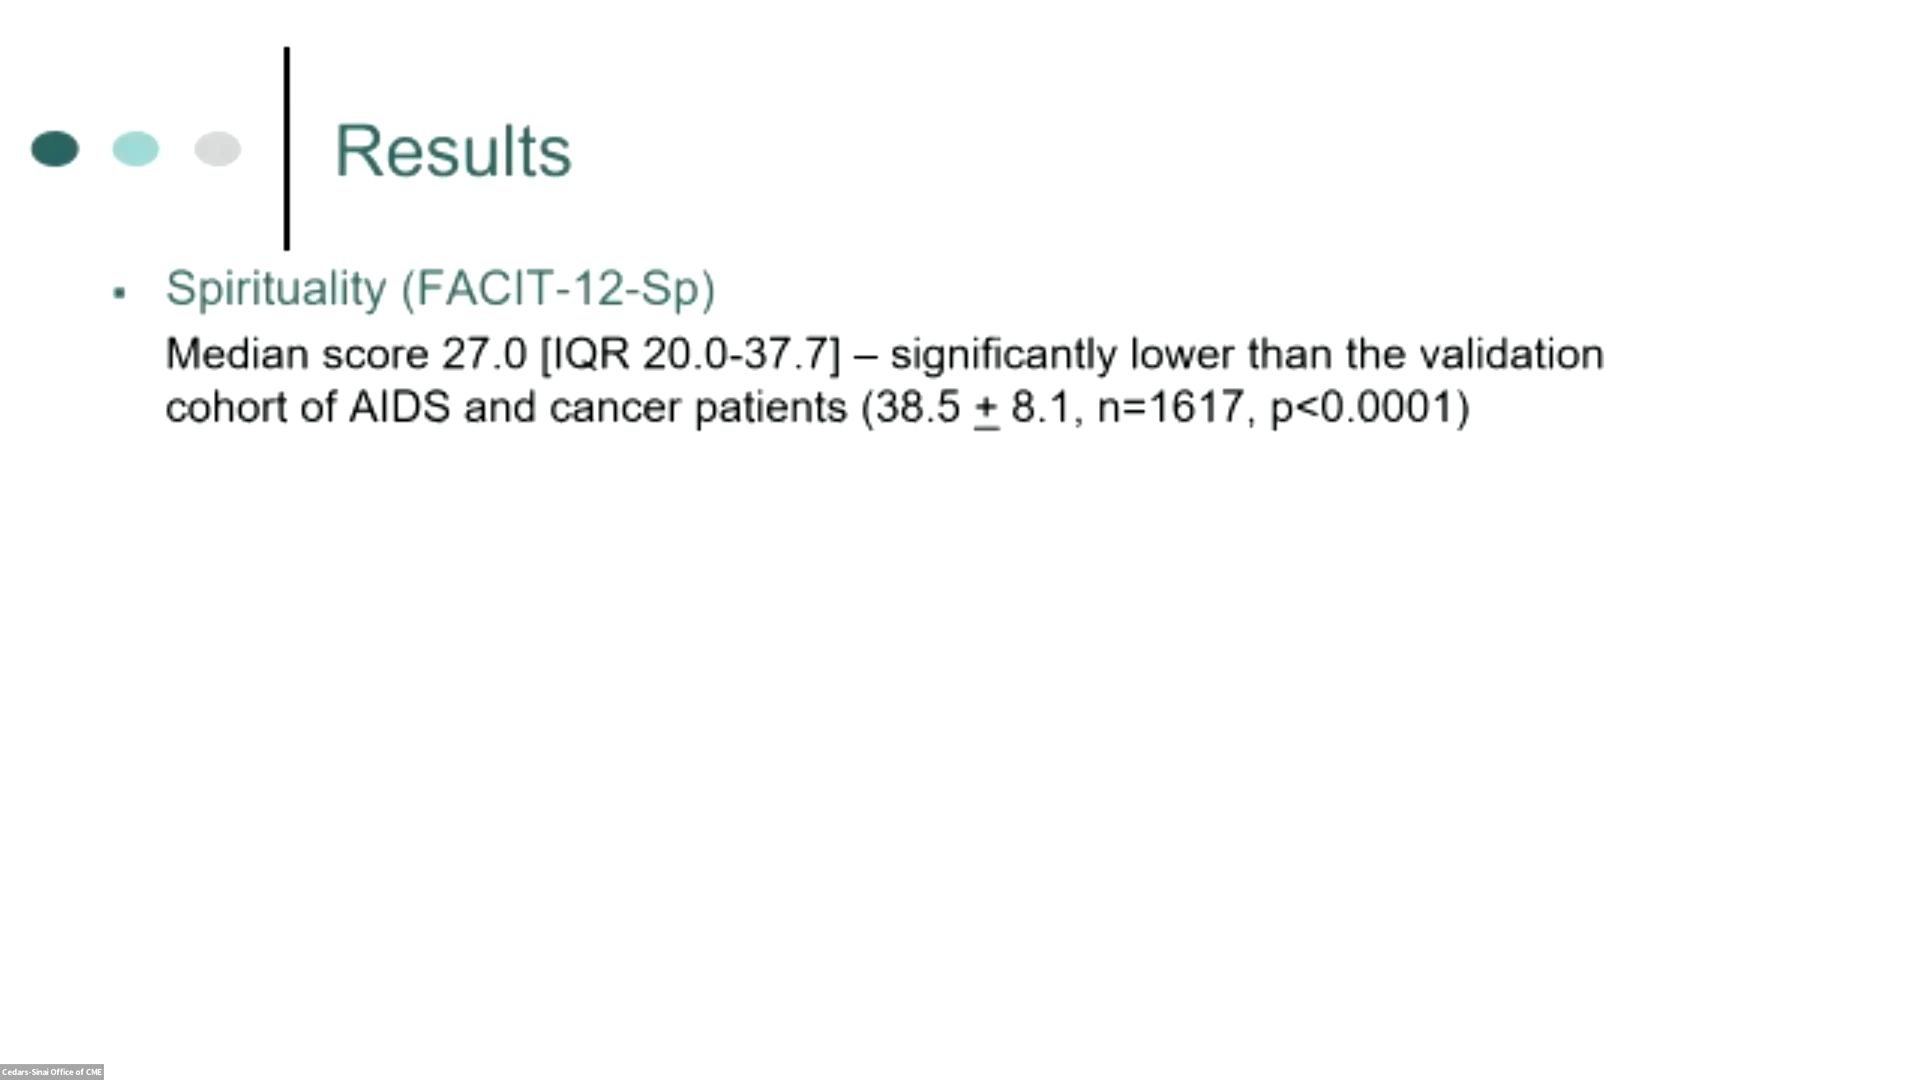 Results
▪ Spirituality (FACIT-12-Sp)
Median score 27.0 [IQR 20.0-37.7] – significantly lower than the validation
cohort of AIDS and cancer patients (38.5 ± 8.1, n=1617, p<0.0001)
Cedars-Sinai Office of CME